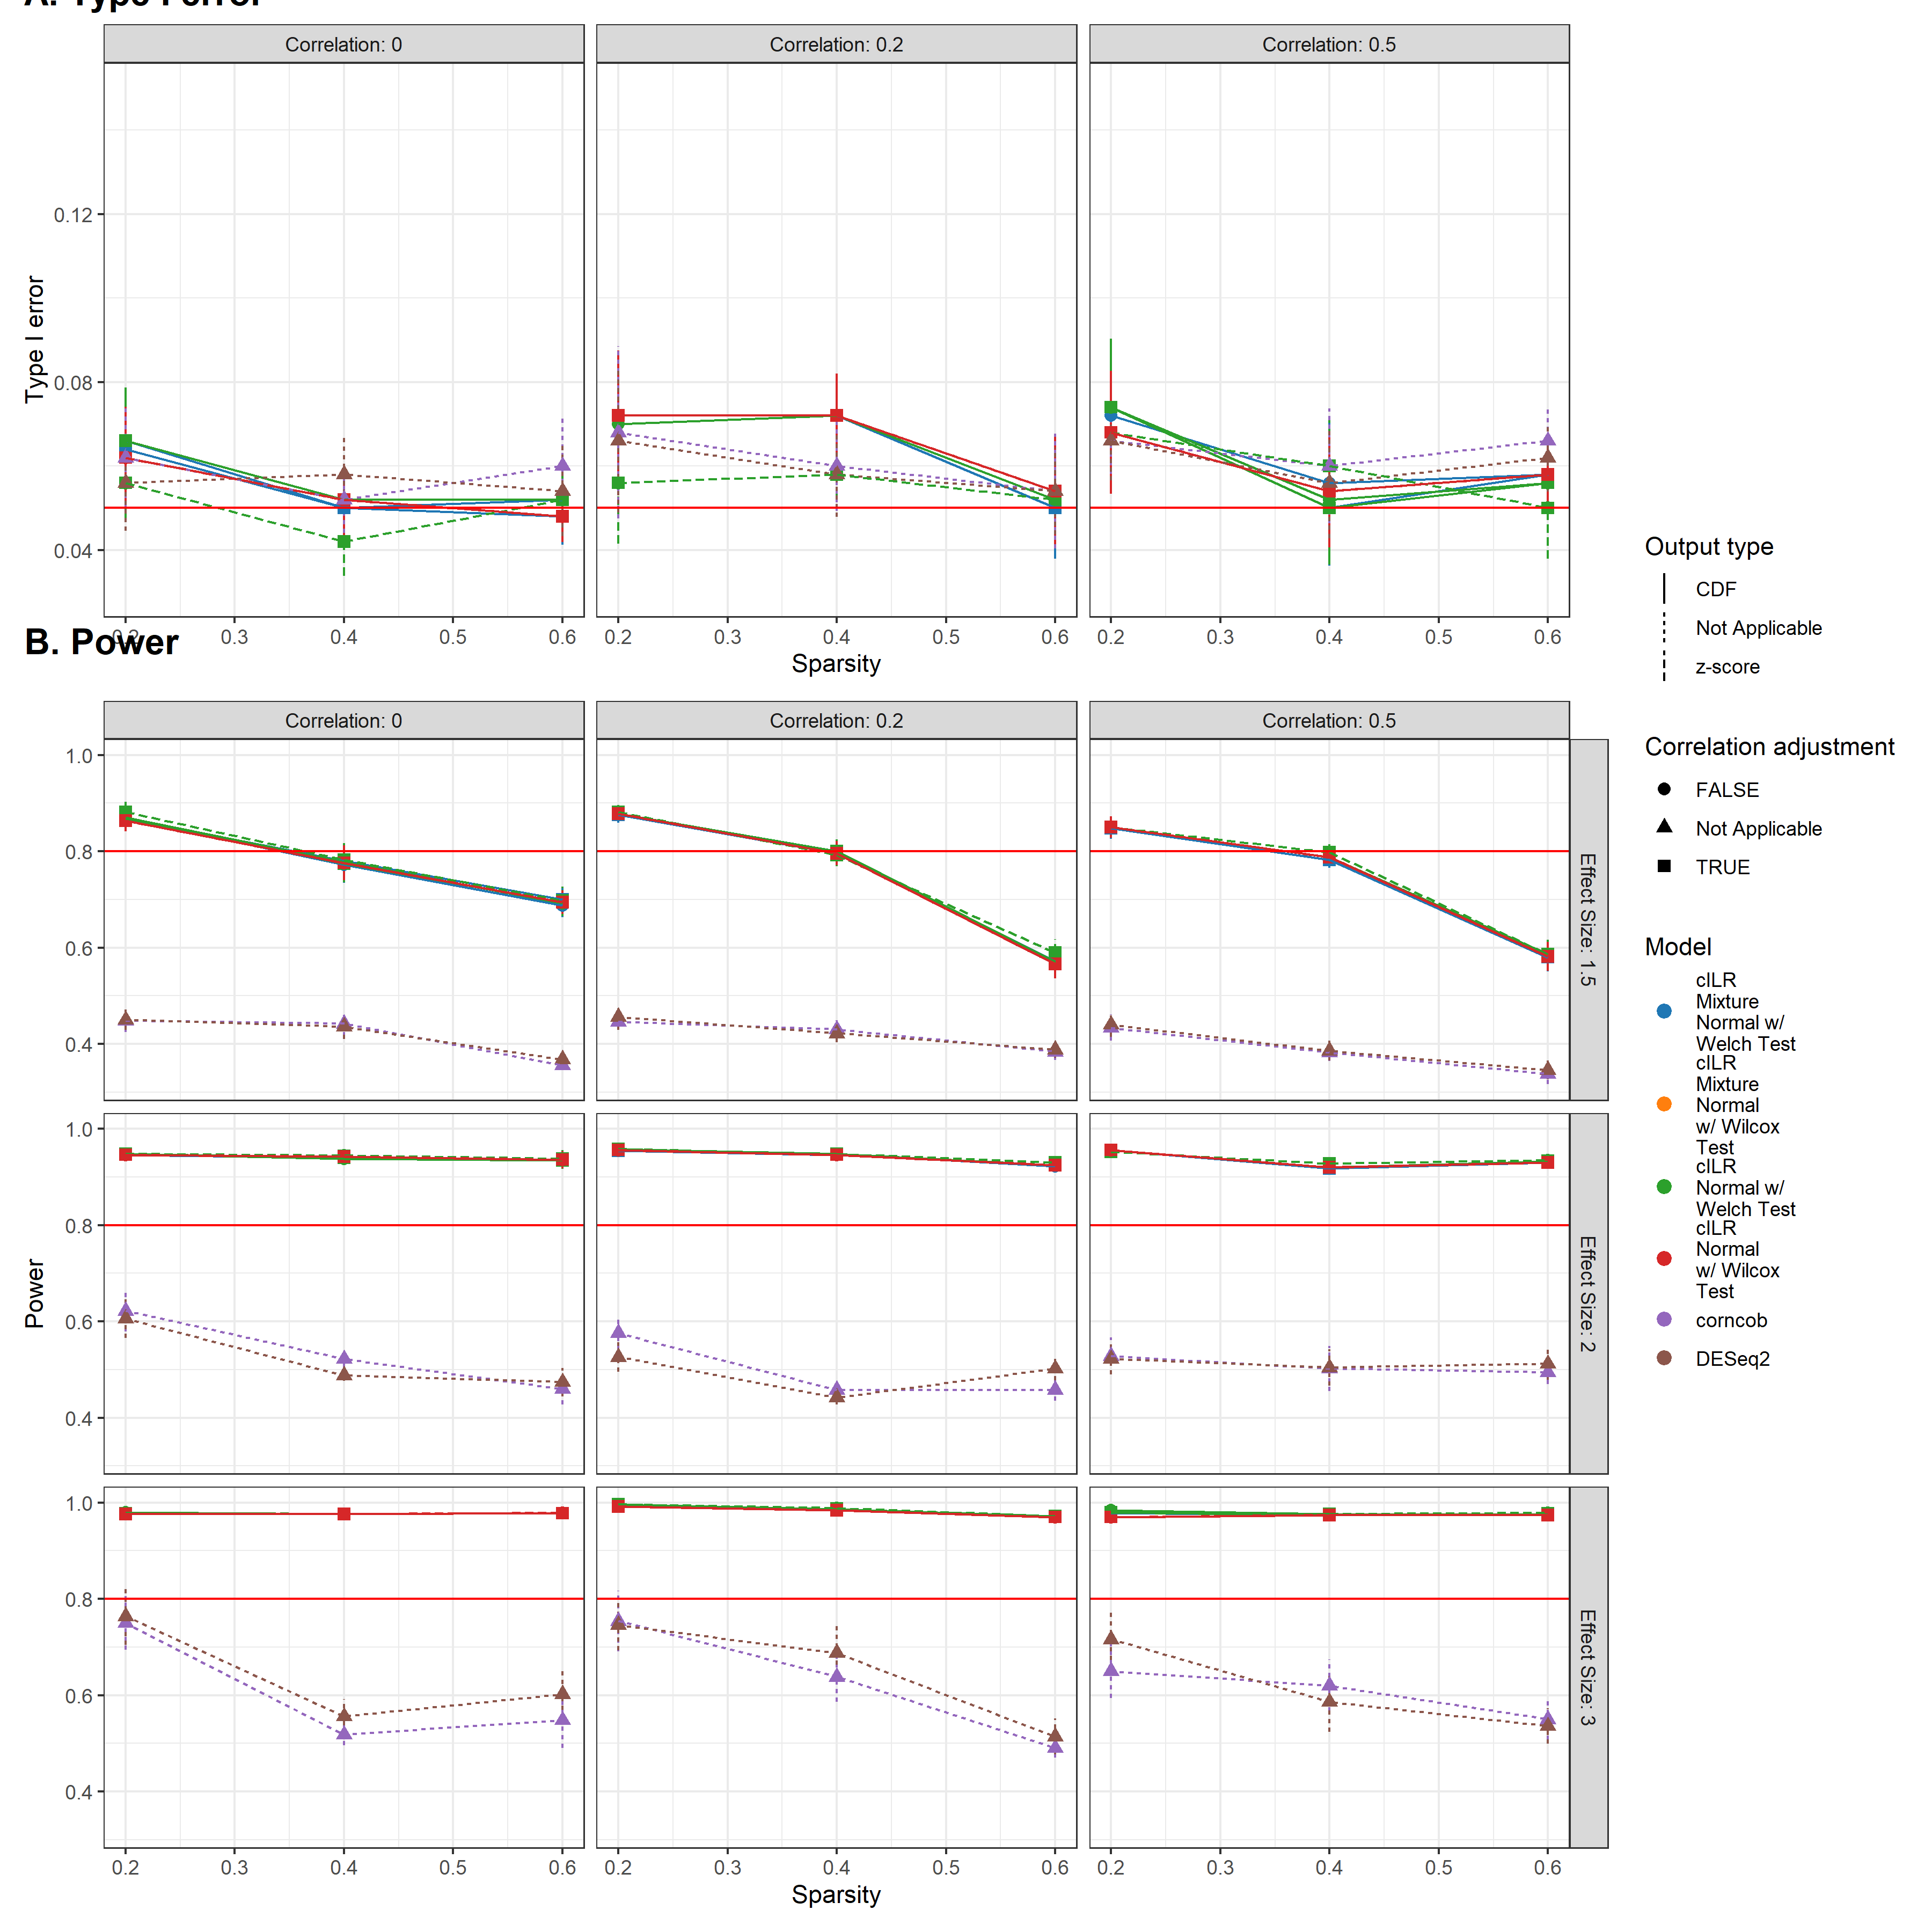 A. Type I error
Correlation: 0
Correlation: 0.2
Correlation: 0.5
Type I error
0.12
0.08
0.04
0.2 0.3 0.4 0.5 0.6
0.2 0.3 0.4 0.5 0.6
0.2 0.3 0.4 0.5 0.6
Sparsity
B. Power
Correlation: 0
Correlation: 0.2
Correlation: 0.5
Power
1.0
0.8
0.6
0.4
Effect Size: 1.5
1.0
0.8
0.6
0.4
Effect Size: 2
1.0
0.8
0.6
0.4
Effect Size: 3
0.2 0.3 0.4 0.5 0.6
0.2 0.3 0.4 0.5 0.6
0.2 0.3 0.4 0.5 0.6
Sparsity
Output type
CDF
Not Applicable
z-score
Correlation adjustment
FALSE
Not Applicable
TRUE
Model
cILR
Mixture
Normal w/
Welch Test
cILR
Mixture
Normal
w/ Wilcox
Test
cILR
Normal w/
Welch Test
cILR
Normal
w/ Wilcox
Test
corncob
DESeq2